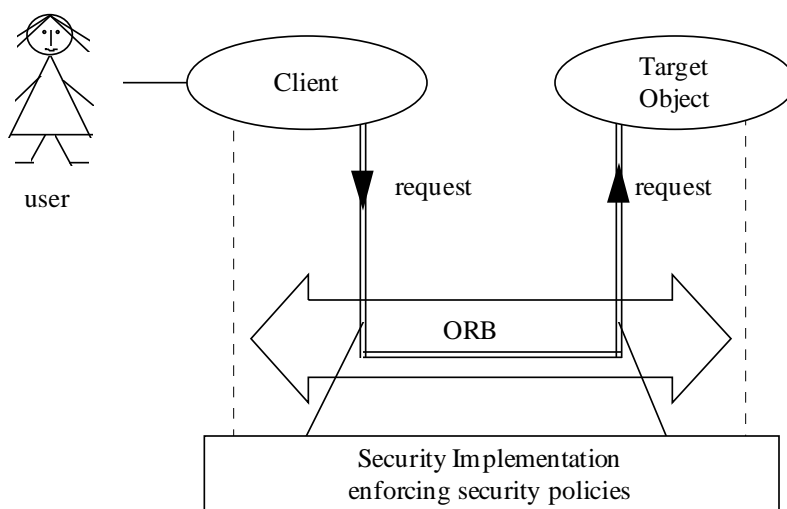 Client
Target
Object
user
request
request
ORB
Security Implementation
enforcing security policies